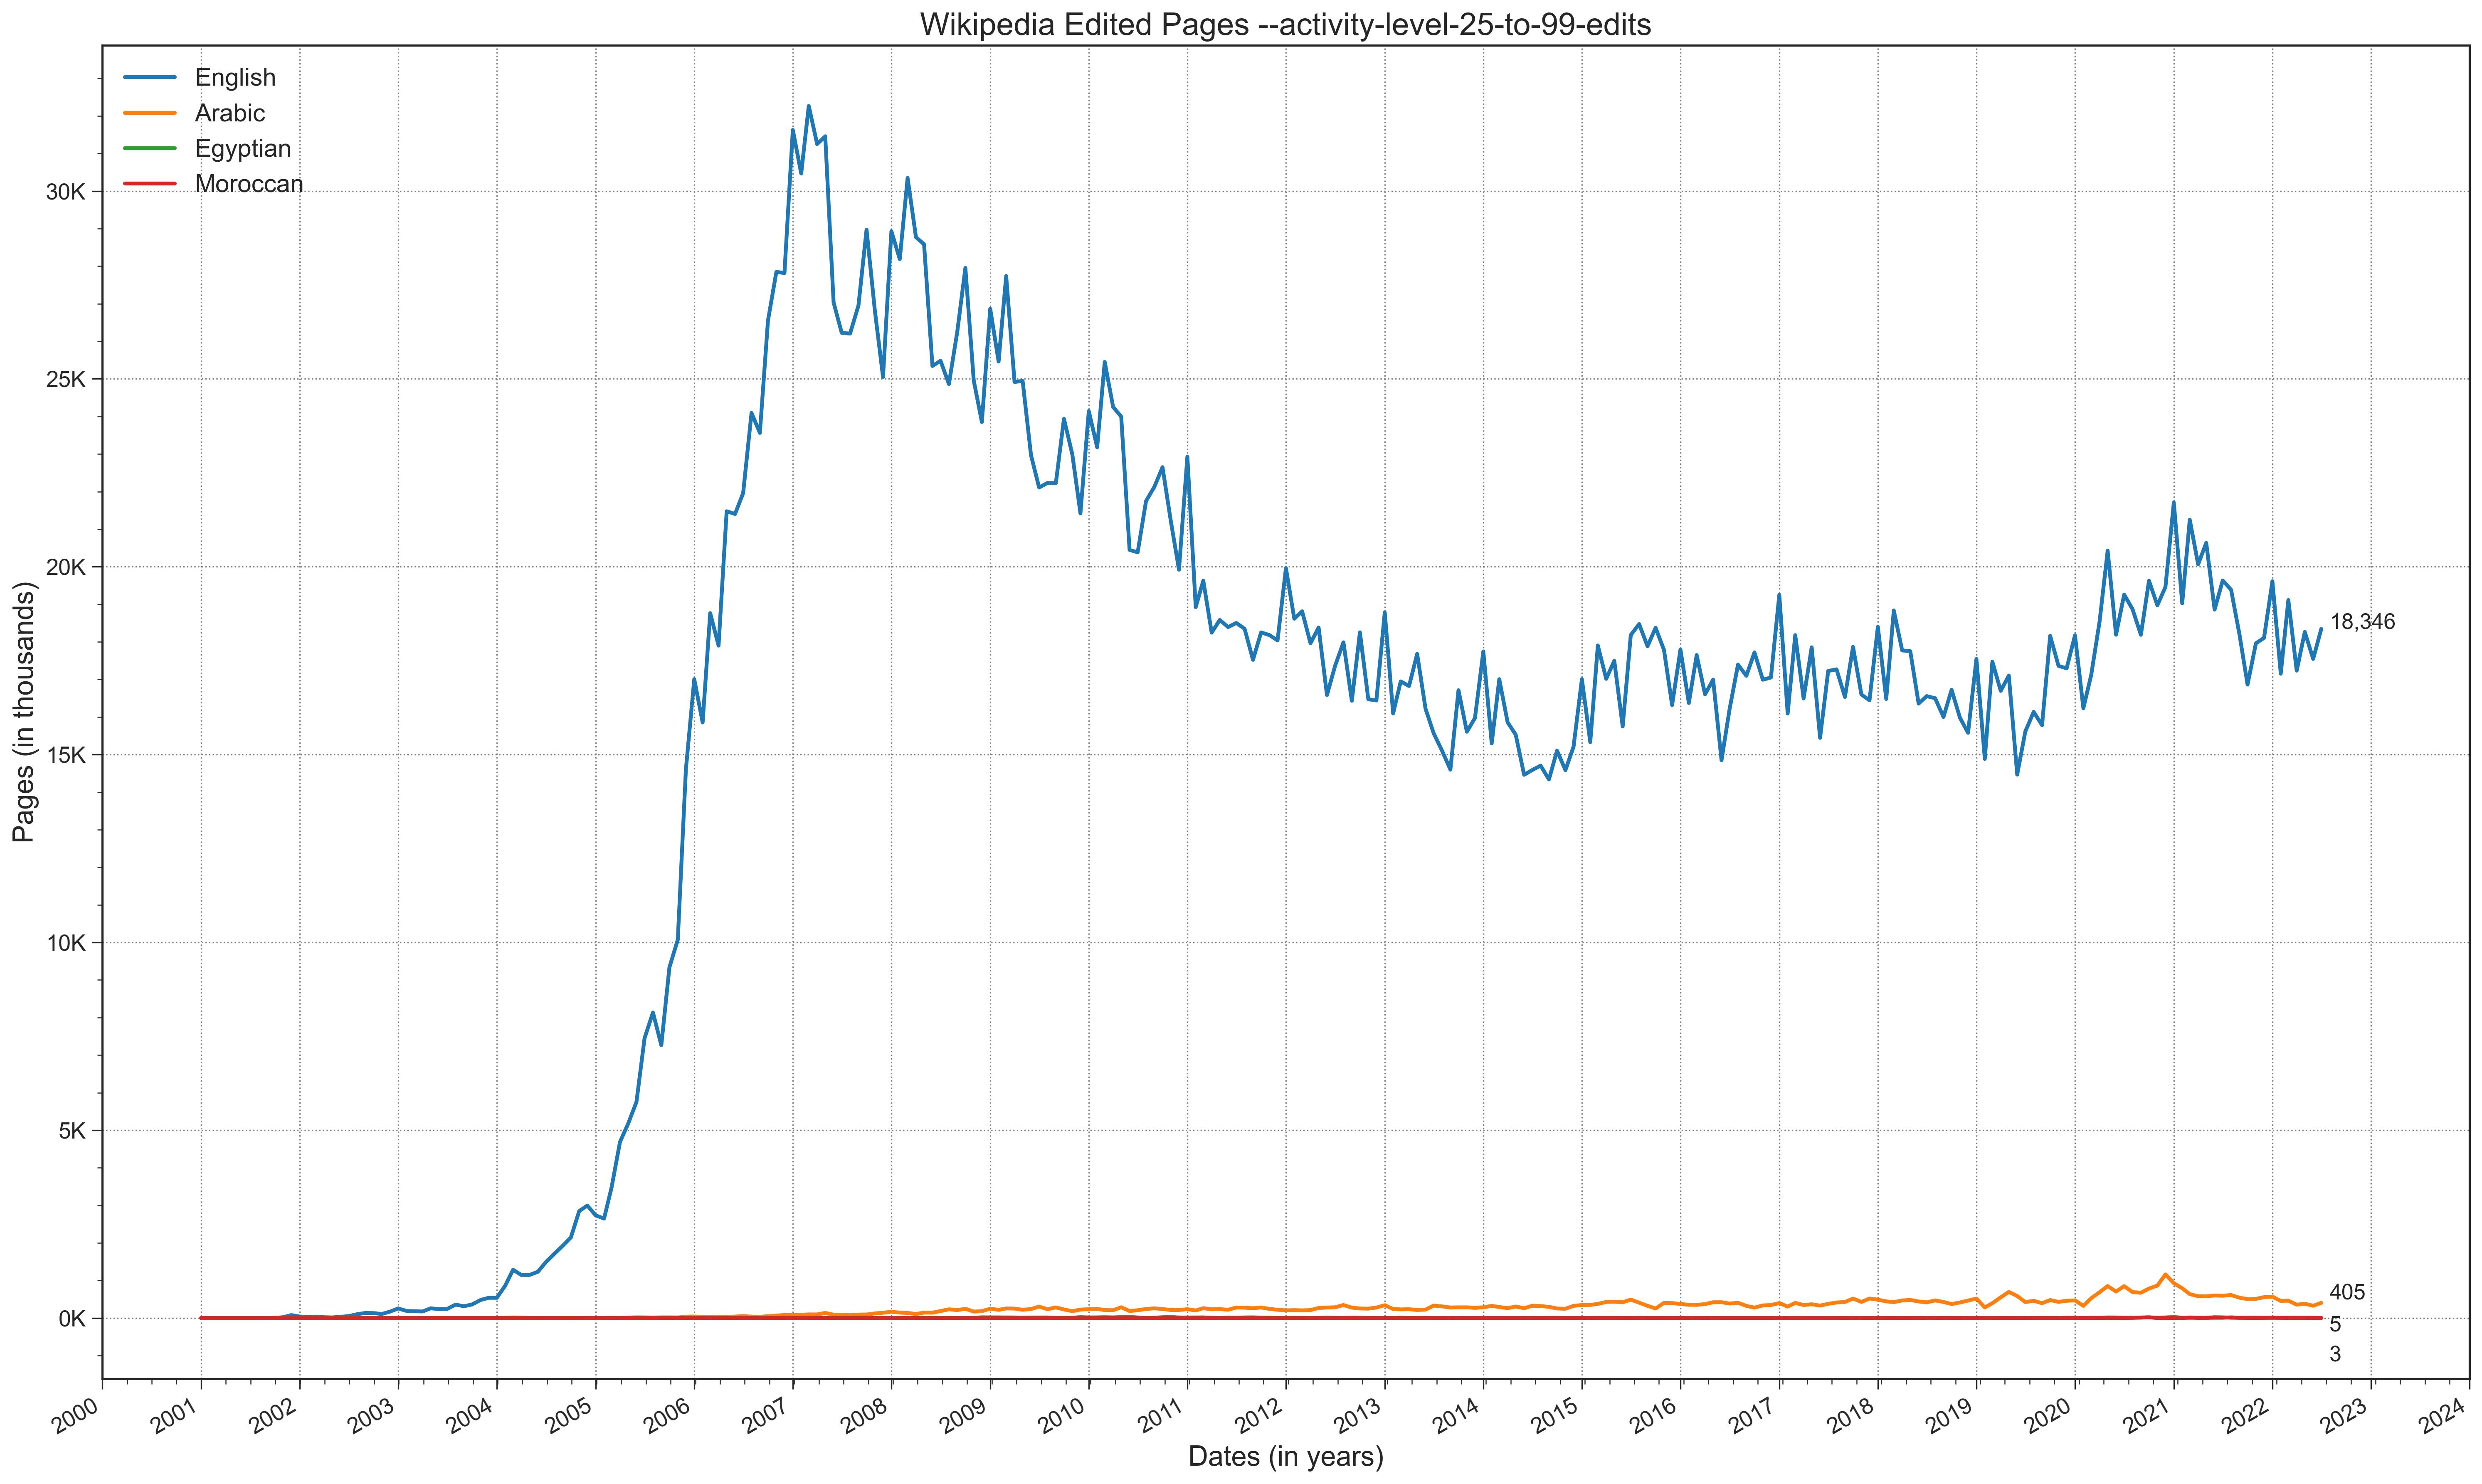 Wikipedia Edited Pages --activity-level-25-to-99-edits
English
Arabic
Egyptian
Moroccan
Pages (in thousands)
30K
25K
20K
15K
10K
5K
0K
18,346
405
5
3
2000 2001 2002 2003 2004 2005 2006 2007 2008 2009 2010 2011 2012 2013 2014 2015 2016 2017 2018 2019 2020 2021 2022 2023 2024
Dates (in years)